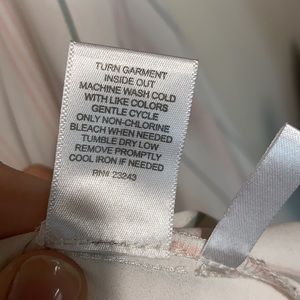 TURN GARMENT
INSIDE OUT
MACHINE WASH COLD
WITH LIKE COLORS
GENTLE CYCLE
ONLY NON-CHLORINE
BLEACH WHEN NEEDED
TUMBLE DRY LOW
REMOVE PROMPTLY
COOL IRON IF NEEDED
RN# 23243